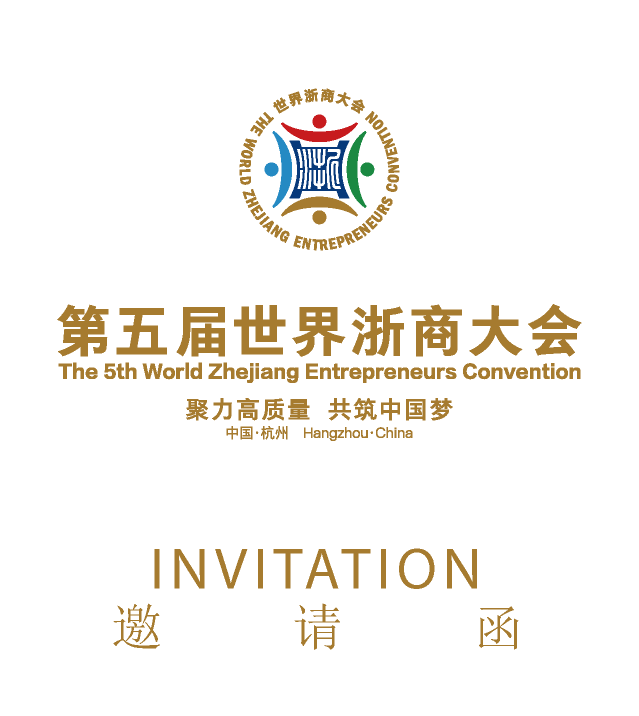 世界浙商大会
THE WORLD ZHEJIANG ENTREPRENEURS CONVENTION
浙
第五届世界浙商大会
The 5th World Zhejiang Entrepreneurs Convention
聚力高质量 共筑中国梦
中国·杭州 Hangzhou·China
INVITATION
邀请函